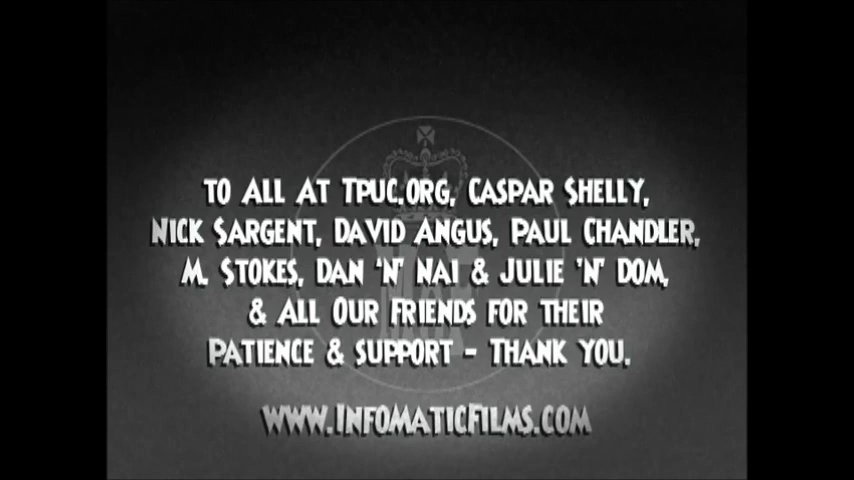 TO ALL AT TPUC.ORG, CASPAR SHELLY,
NICK SARGENT, DAVID ANGUS, PAUL CHANDLER,
M. STOKES, DAN 'N' NAI & JULIE 'N' DOM,
& ALL OUR FRIENDS FOR THEIR
PATIENCE & SUPPORT - THANK YOU.
WWW.INFOMATICFILMS.COM